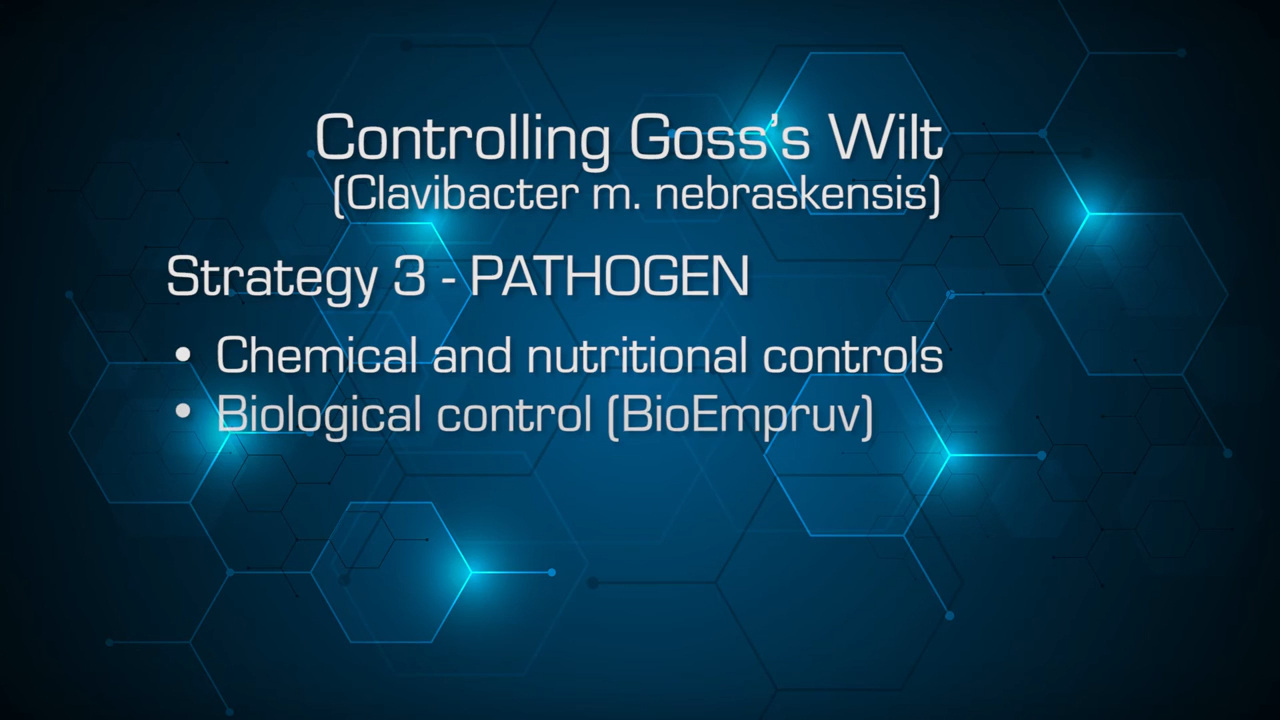 Controlling Goss's Wilt
(Clavibacter m. nebraskensis)
Strategy 3 - PATHOGEN
• Chemical and nutritional controls
• Biological control (BioEmpruv)